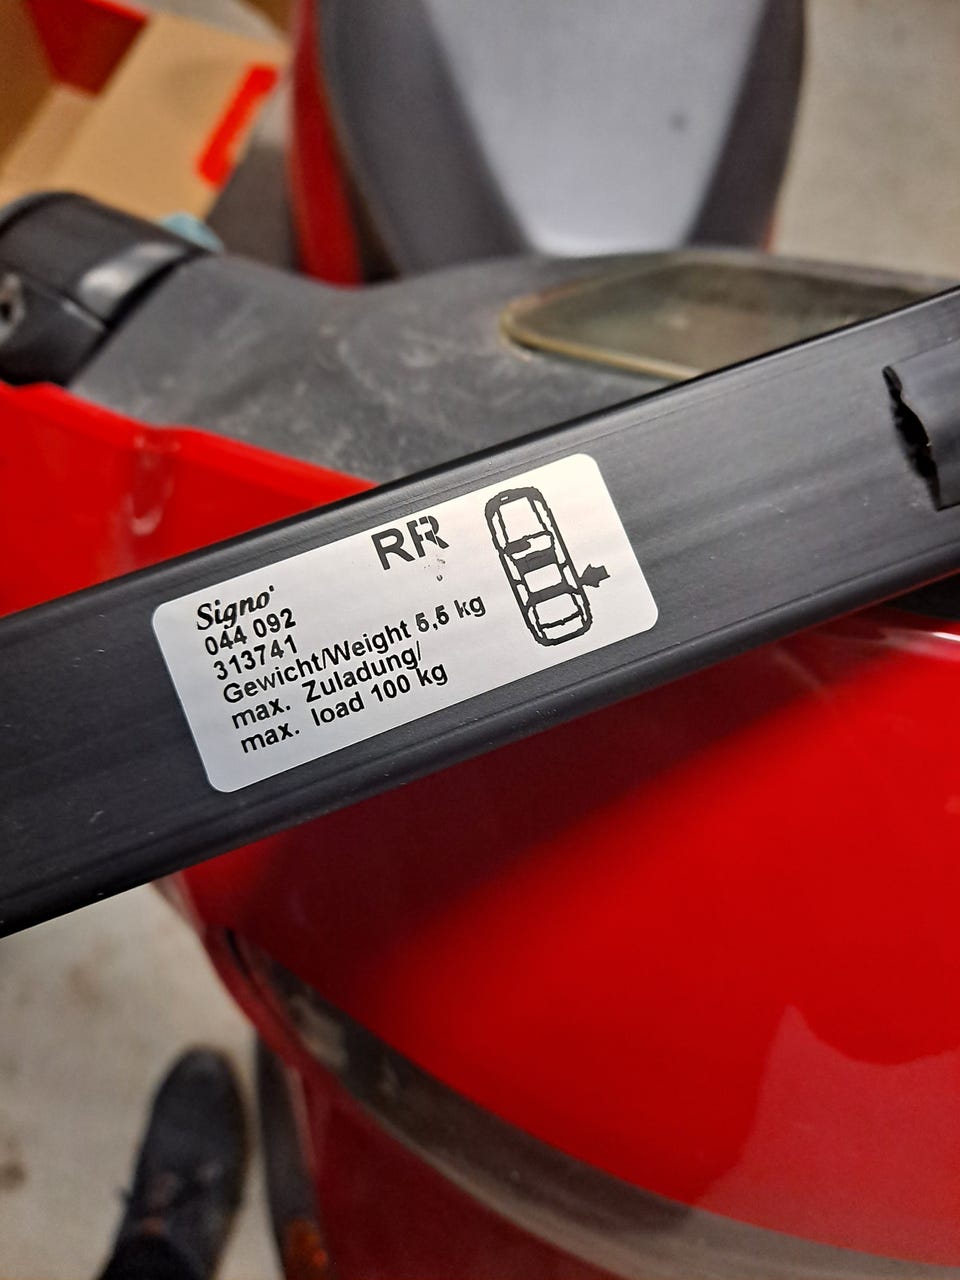 RR
Signo
044 092
313741
Gewicht/Weight 5,5 kg
max. Zuladung/
max. load 100 kg